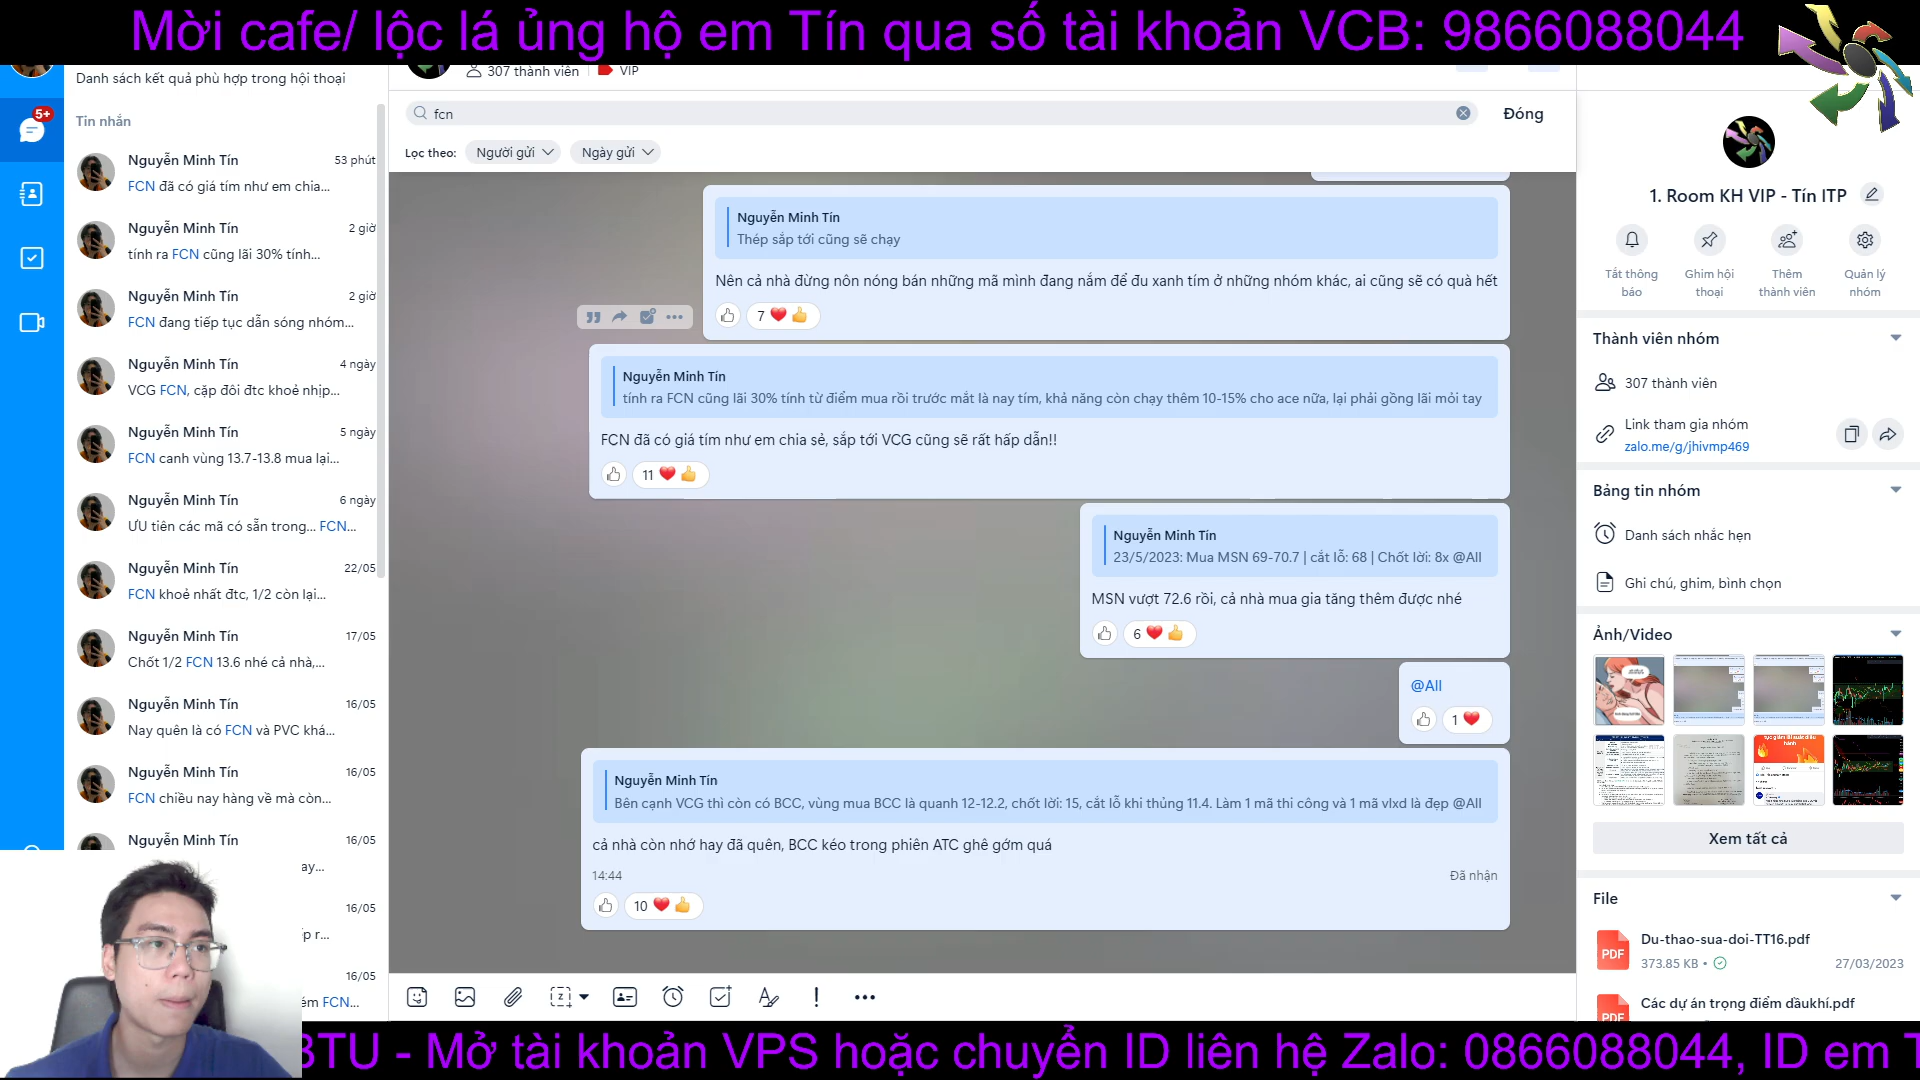 Mời cafe/ lộc lá ủng hộ em Tín qua số tài khoản VCB: 9866088044
Danh sách kết quả phù hợp trong hội thoại
Tin nhắn
5+
Nguyễn Minh Tín 53 phút
FCN đã có giá tím như em chia...
Nguyễn Minh Tín 2 giờ
tính ra FCN cũng lãi 30% tính...
Nguyễn Minh Tín 2 giờ
FCN đang tiếp tục dẫn sóng nhóm...
Nguyễn Minh Tín 4 ngày
VCG FCN, cặp đôi đtc khoẻ nhịp...
Nguyễn Minh Tín 5 ngày
FCN canh vùng 13.7-13.8 mua lại...
Nguyễn Minh Tín 6 ngày
ƯU tiên các mã có sẵn trong... FCN...
Nguyễn Minh Tín 22/05
FCN khoẻ nhất đtc, 1/2 còn lại...
Nguyễn Minh Tín 17/05
Chốt 1/2 FCN 13.6 nhé cả nhà,...
Nguyễn Minh Tín 16/05
Nay quên là có FCN và PVC khá...
Nguyễn Minh Tín 16/05
FCN chiều nay hàng về mà còn...
Nguyễn Minh Tín 16/05
ay...
16/05
16/05
ém FCN...
307 thành viên VIP
fcn
Đóng
Lọc theo: Người gửi Ngày gửi
Nguyễn Minh Tín
Thép sắp tới cũng sẽ chạy
Nên cả nhà đừng nôn nóng bán những mã mình đang nắm để đu xanh tím ở những nhóm khác, ai cũng sẽ có quà hết
7
Nguyễn Minh Tín
tính ra FCN cũng lãi 30% tính từ điểm mua rồi trước mắt là nay tím, khả năng còn chạy thêm 10-15% cho ace nữa, lại phải gồng lãi mỏi tay
FCN đã có giá tím như em chia sẻ, sắp tới VCG cũng sẽ rất hấp dẫn!!
11
Nguyễn Minh Tín
23/5/2023: Mua MSN 69-70.7 | cắt lỗ: 68 | Chốt lời: 8x @All
MSN vượt 72.6 rồi, cả nhà mua gia tăng thêm được nhé
6
@All
1
Nguyễn Minh Tín
Bên cạnh VCG thì còn có BCC, vùng mua BCC là quanh 12-12.2, chốt lời: 15, cắt lỗ khi thủng 11.4. Làm 1 mã thi công và 1 mã vlxd là đẹp @All
cả nhà còn nhớ hay đã quên, BCC kéo trong phiên ATC ghê gớm quá
14:44 Đã nhận
10
1. Room KH VIP - Tín ITP
Tắt thông báo
Ghim hội thoại
Thêm thành viên
Quản lý nhóm
Thành viên nhóm
307 thành viên
Link tham gia nhóm
zalo.me/g/jhivmp469
Bảng tin nhóm
Danh sách nhắc hẹn
Ghi chú, ghim, bình chọn
Ảnh/Video
Xem tất cả
File
PDF
Du-thao-sua-doi-TT16.pdf
373.85 KB • 27/03/2023
PDF
Các dự án trọng điểm dầukhí.pdf
BTU - Mở tài khoản VPS hoặc chuyển ID liên hệ Zalo: 0866088044, ID em T